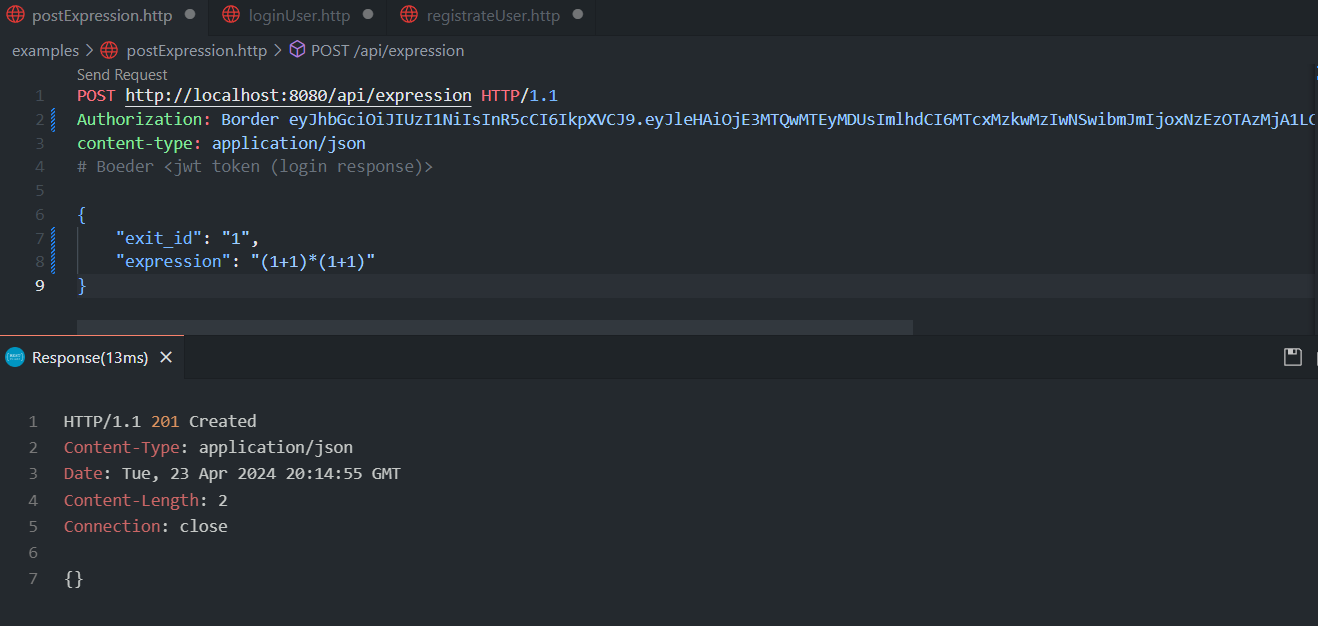 postExpression.http loginUser.http registrateUser.http
examples > postExpression.http > POST /api/expression
Send Request
1 POST http://localhost:8080/api/expression HTTP/1.1
2 Authorization: Border eyJhbGciOiJIUzI1NiIsInR5cCI6IkpXVCJ9.eyJleHAiOjE3MTQwMTEyMDUsImlhdCI6MTcxMzkwMzIwNSwibmJmIjoxNzEzOTAzMjA1LC
3 content-type: application/json
4 # Boeder <jwt token (login response)>
5
6 {
7 "exit_id": "1",
8 "expression": "(1+1)*(1+1)"
9 }
Response(13ms)
1 HTTP/1.1 201 Created
2 Content-Type: application/json
3 Date: Tue, 23 Apr 2024 20:14:55 GMT
4 Content-Length: 2
5 Connection: close
6
7 {}